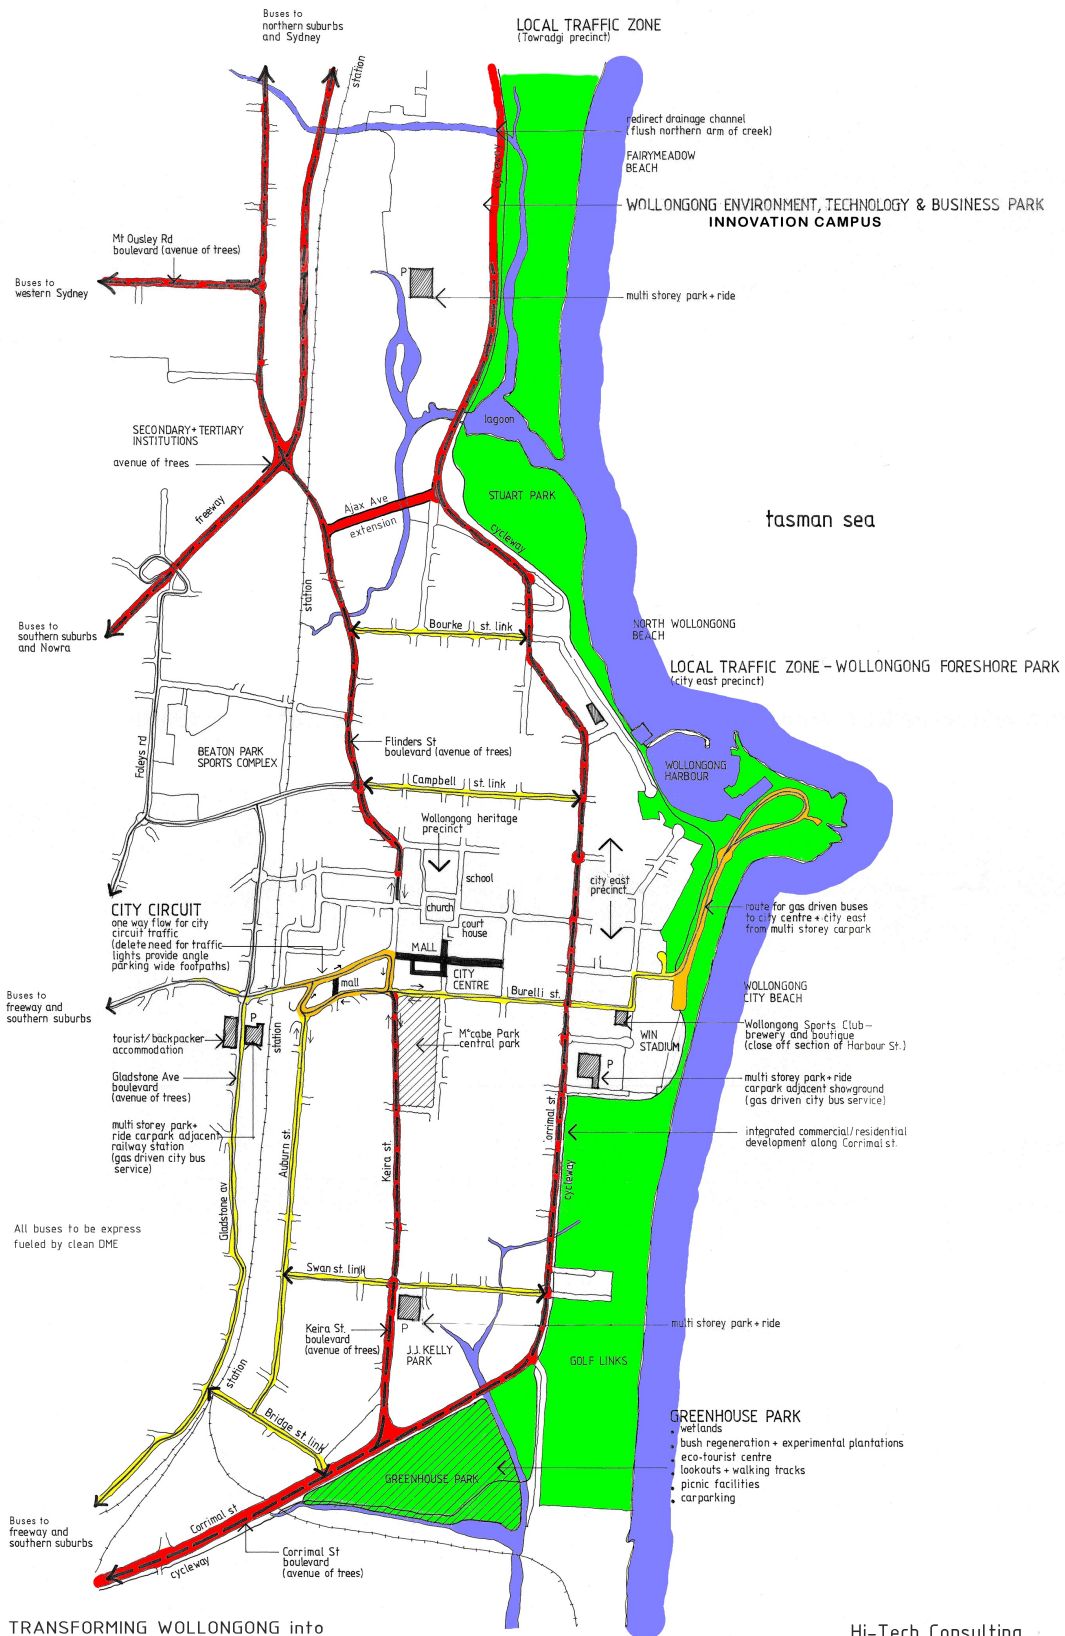 Buses to
northern suburbs
and Sydney
LOCAL TRAFFIC ZONE
(Towradgi precinct)
station
redirect drainage channel
(flush northern arm of creek)
cycleway
FAIRYMEADOW
BEACH
WOLLONGONG ENVIRONMENT, TECHNOLOGY & BUSINESS PARK
INNOVATION CAMPUS
Mt Ousley Rd
boulevard (avenue of trees)
Buses to
western Sydney
P
multi storey park + ride
lagoon
SECONDARY + TERTIARY
INSTITUTIONS
avenue of trees
STUART PARK
freeway
Ajax Ave
extension
cycleway
tasman sea
station
Buses to
southern suburbs
and Nowra
Bourke st. link
NORTH WOLLONGONG
BEACH
LOCAL TRAFFIC ZONE - WOLLONGONG FORESHORE PARK
(city east precinct)
Foleys rd
BEATON PARK
SPORTS COMPLEX
Flinders St
boulevard (avenue of trees)
WOLLONGONG
HARBOUR
Campbell st. link
Wollongong heritage
precinct
school
city east
precinct
church
court
house
CITY CIRCUIT
one way flow for city
circuit traffic
(delete need for traffic
lights provide angle
parking wide footpaths)
route for gas driven buses
to city centre + city east
from multi storey carpark
MALL
CITY
CENTRE
mall
Burelli st.
WOLLONGONG
CITY BEACH
Buses to
freeway and
southern suburbs
P
station
tourist/backpacker
accommodation
McCabe Park
central park
WIN
STADIUM
Wollongong Sports Club -
brewery and boutique
(close off section of Harbour St.)
P
Gladstone Ave
boulevard
(avenue of trees)
multi storey park + ride
carpark adjacent showground
(gas driven city bus service)
multi storey park +
ride carpark adjacent
railway station
(gas driven city bus
service)
Auburn st.
Keira st.
Corrimal st.
cycleway
integrated commercial/residential
development along Corrimal st.
Gladstone av
All buses to be express
fueled by clean DME
Swan st. link
P
multi storey park + ride
Keira St.
boulevard
(avenue of trees)
J.J. KELLY
PARK
GOLF LINKS
station
Bridge st. link
GREENHOUSE PARK
wetlands
bush regeneration + experimental plantations
eco-tourist centre
lookouts + walking tracks
picnic facilities
carparking
GREENHOUSE PARK
Buses to
freeway and
southern suburbs
Corrimal st
cycleway
Corrimal St
boulevard
(avenue of trees)
TRANSFORMING WOLLONGONG into
Hi-Tech Consulting